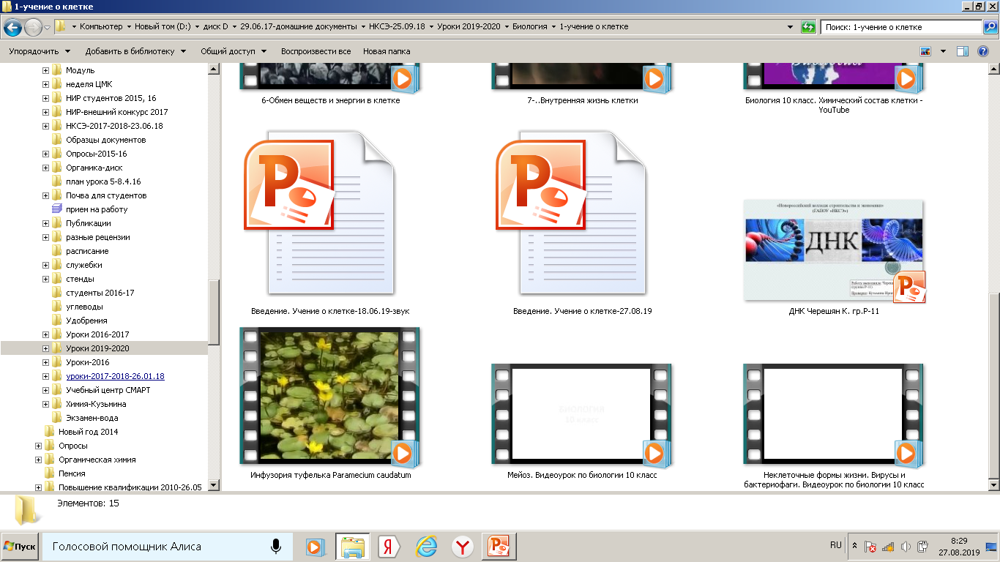 1-учение о клетке
Компьютер
Новый том (D:)
диск D
29.06.17-домашние документы
НКСЭ-25.09.18
Уроки 2019-2020
Биология
1-учение о клетке
Поиск: 1-учение о клетке
Упорядочить
Добавить в библиотеку
Общий доступ
Воспроизвести все
Новая папка
Модуль
неделя ЦМК
НИР студентов 2015, 16
НИР-внешний конкурс 2017
НКСЭ-2017-2018-23.06.18
Образцы документов
Опросы-2015-16
Органика-диск
план урока 5-8.4.16
Почва для студентов
прием на работу
Публикации
разные рецензии
расписание
служебки
стенды
студенты 2016-17
углеводы
Удобрения
Уроки 2016-2017
Уроки 2019-2020
Уроки-2016
уроки-2017-2018-26.01.18
Учебный центр СМАРТ
Химия-Кузьмина
Экзамен-вода
Новый год 2014
Опросы
Органическая химия
Пенсия
Повышение квалификации 2010-26.05
6-Обмен веществ и энергии в клетке
7-..Внутренняя жизнь клетки
Биология 10 класс. Химический состав клетки -
YouTube
Введение. Учение о клетке-18.06.19-звук
Введение. Учение о клетке-27.08.19
«Новороссийский колледж строительства и экономики»
(ГАПОУ «НКСЭ»)
ДНК
ДНК Черешян К. гр.Р-11
Инфузория туфелька Paramecium caudatum
БИОЛОГИЯ
10 класс
Мейоз. Видеоурок по биологии 10 класс
Неклеточные формы жизни. Вирусы и
бактериофаги. Видеоурок по биологии 10 класс
Элементов: 15
Пуск
Голосовой помощник Алиса
RU
8:29
27.08.2019